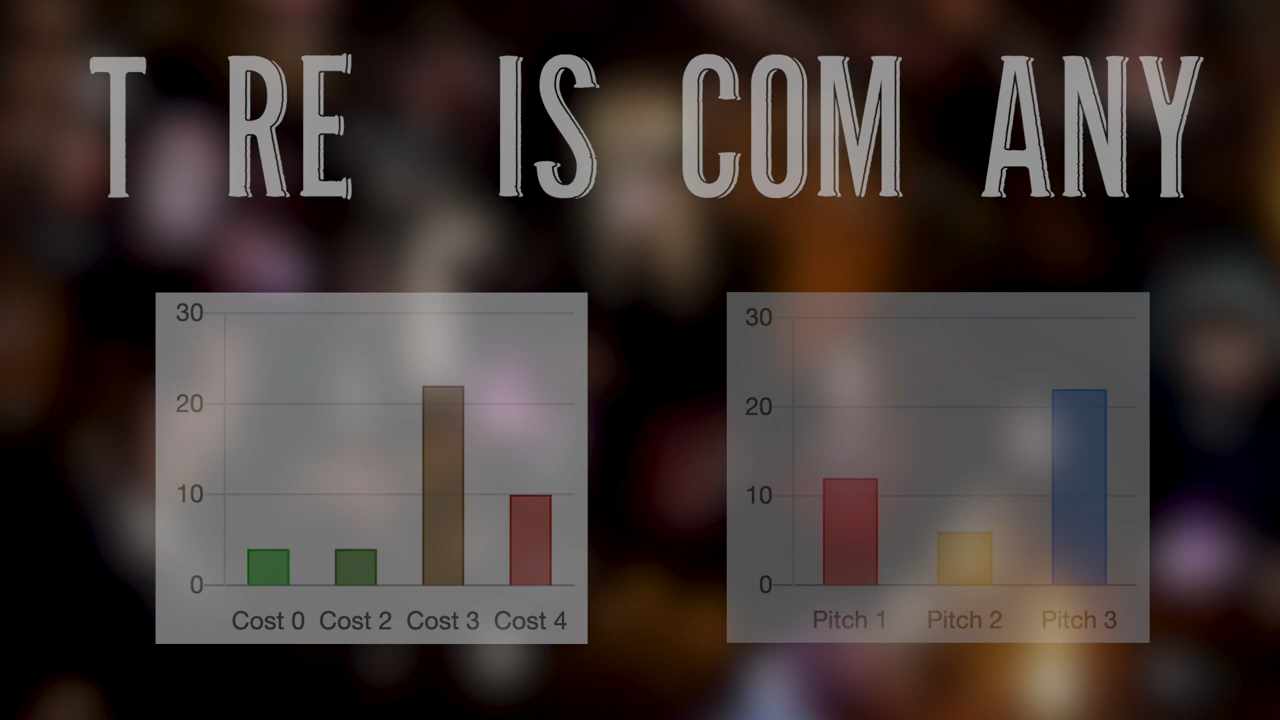 T RE IS COM ANY
30
20
10
0
Cost 0 Cost 2 Cost 3 Cost 4
30
20
10
0
Pitch 1 Pitch 2 Pitch 3